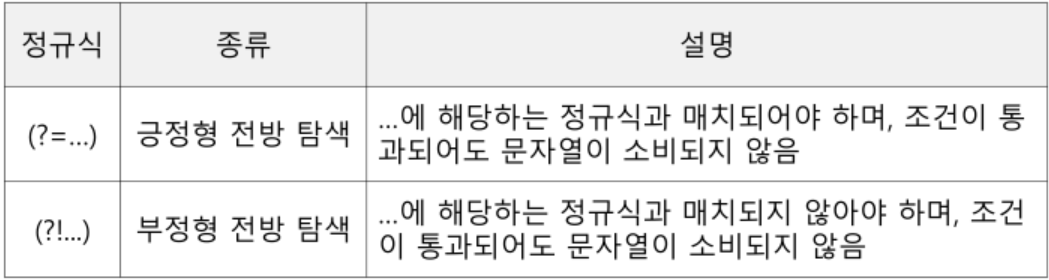 정규식 종류 설명
(?=...) 긍정형 전방 탐색 ...에 해당하는 정규식과 매치되어야 하며, 조건이 통
과되어도 문자열이 소비되지 않음
(?!...) 부정형 전방 탐색 ...에 해당하는 정규식과 매치되지 않아야 하며, 조건
이 통과되어도 문자열이 소비되지 않음